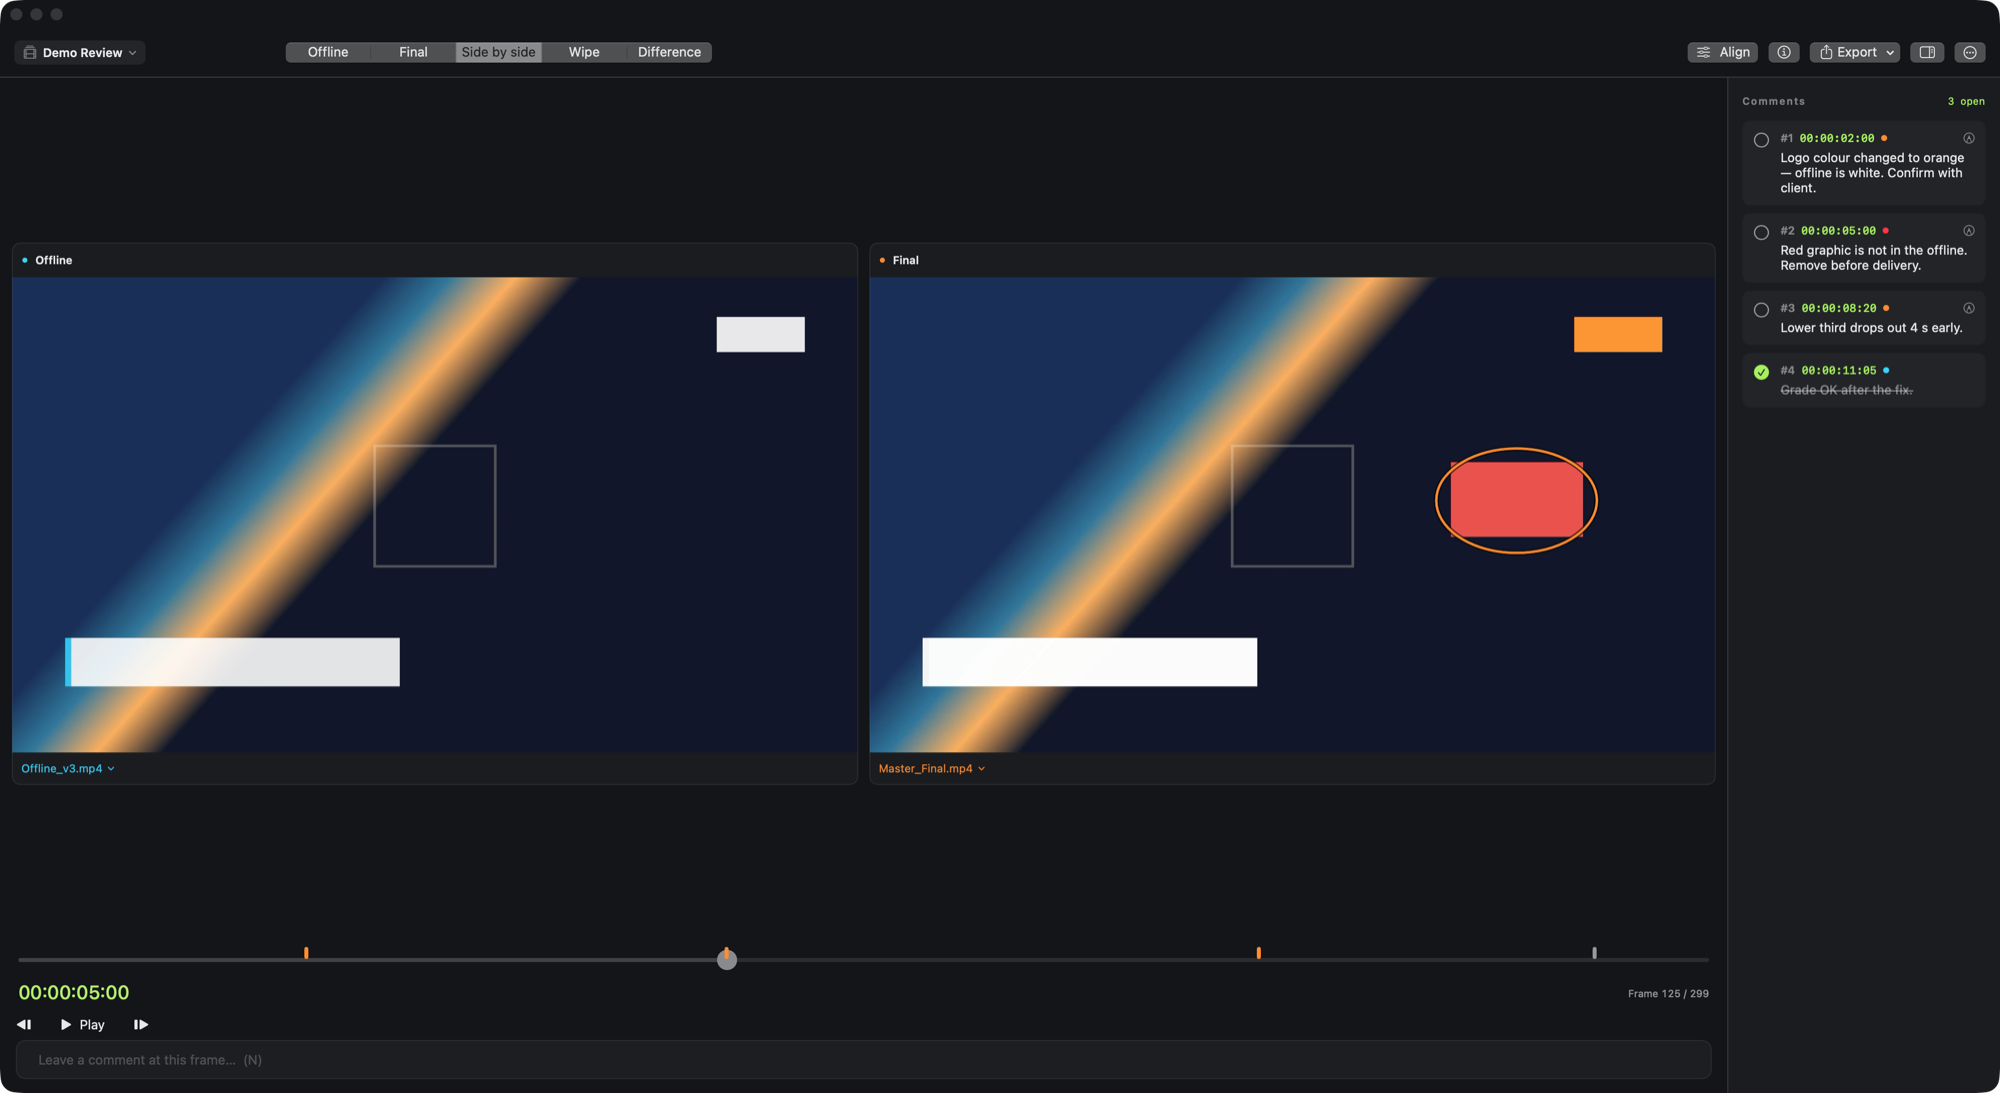 Demo Review
Offline
Final
Side by side
Wipe
Difference
Align
Export
Comments
3 open
#1 00:00:02:00
Logo colour changed to orange
— offline is white. Confirm with
client.
#2 00:00:05:00
Red graphic is not in the offline.
Remove before delivery.
#3 00:00:08:20
Lower third drops out 4 s early.
#4 00:00:11:05
Grade OK after the fix.
Offline
Final
Offline_v3.mp4
Master_Final.mp4
00:00:05:00
Frame 125 / 299
Play
Leave a comment at this frame... (N)